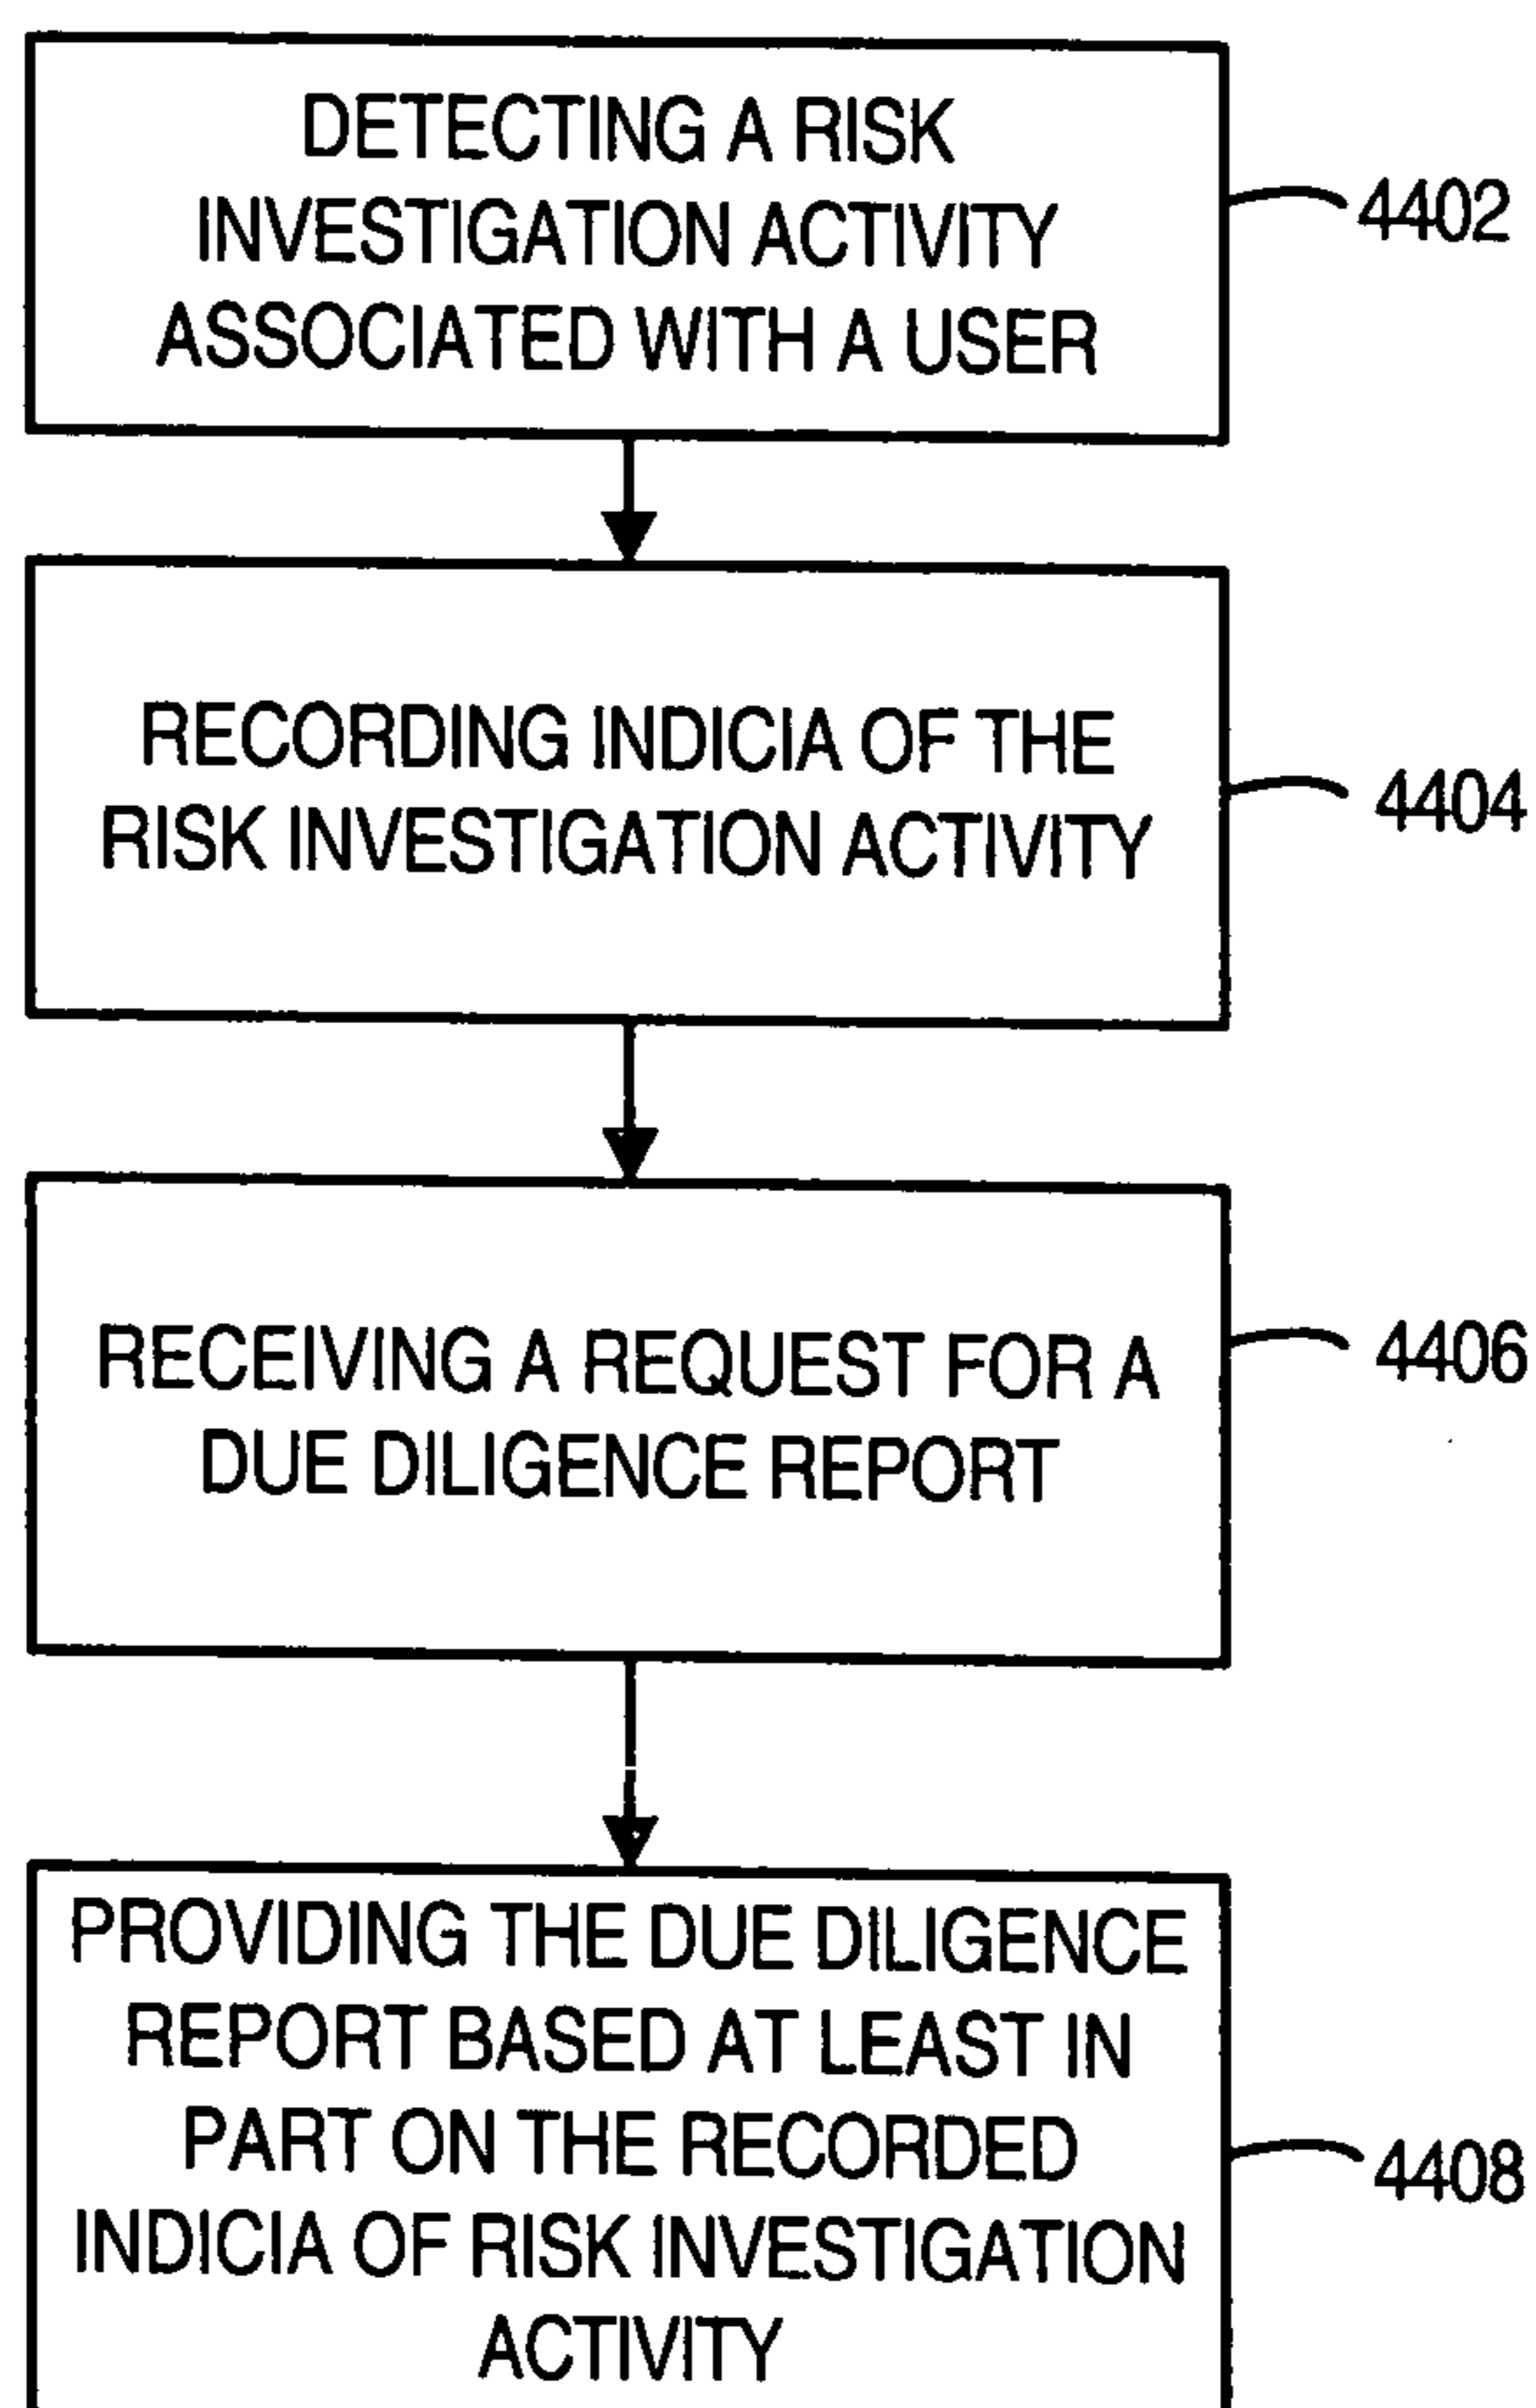 DETECTING A RISK
INVESTIGATION ACTIVITY
ASSOCIATED WITH A USER
4402
RECORDING INDICIA OF THE
RISK INVESTIGATION ACTIVITY
4404
RECEIVING A REQUEST FOR A
DUE DILIGENCE REPORT
4406
PROVIDING THE DUE DILIGENCE
REPORT BASED AT LEAST IN
PART ON THE RECORDED
INDICIA OF RISK INVESTIGATION
ACTIVITY
4408